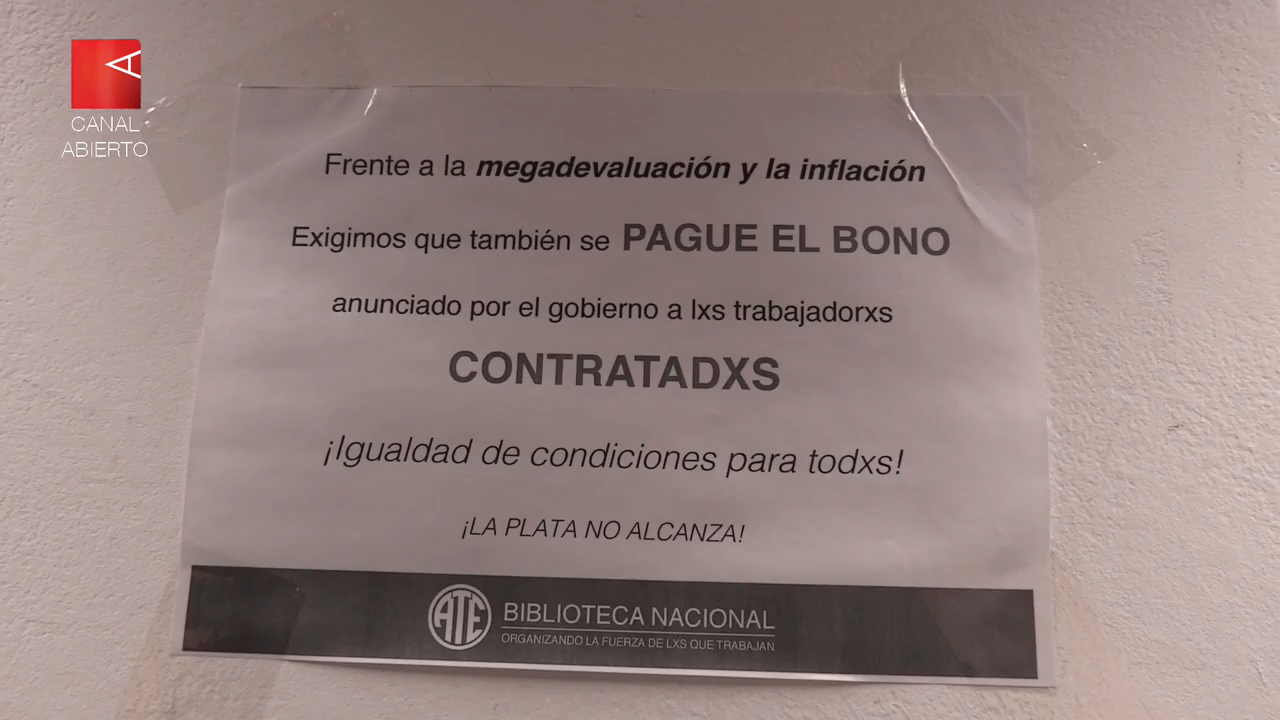 CANAL
ABIERTO
Frente a la megadevaluación y la inflación
Exigimos que también se PAGUE EL BONO
anunciado por el gobierno a lxs trabajadorxs
CONTRATADXS
¡Igualdad de condiciones para todxs!
¡LA PLATA NO ALCANZA!
ATE BIBLIOTECA NACIONAL
ORGANIZANDO LA FUERZA DE LXS QUE TRABAJAN